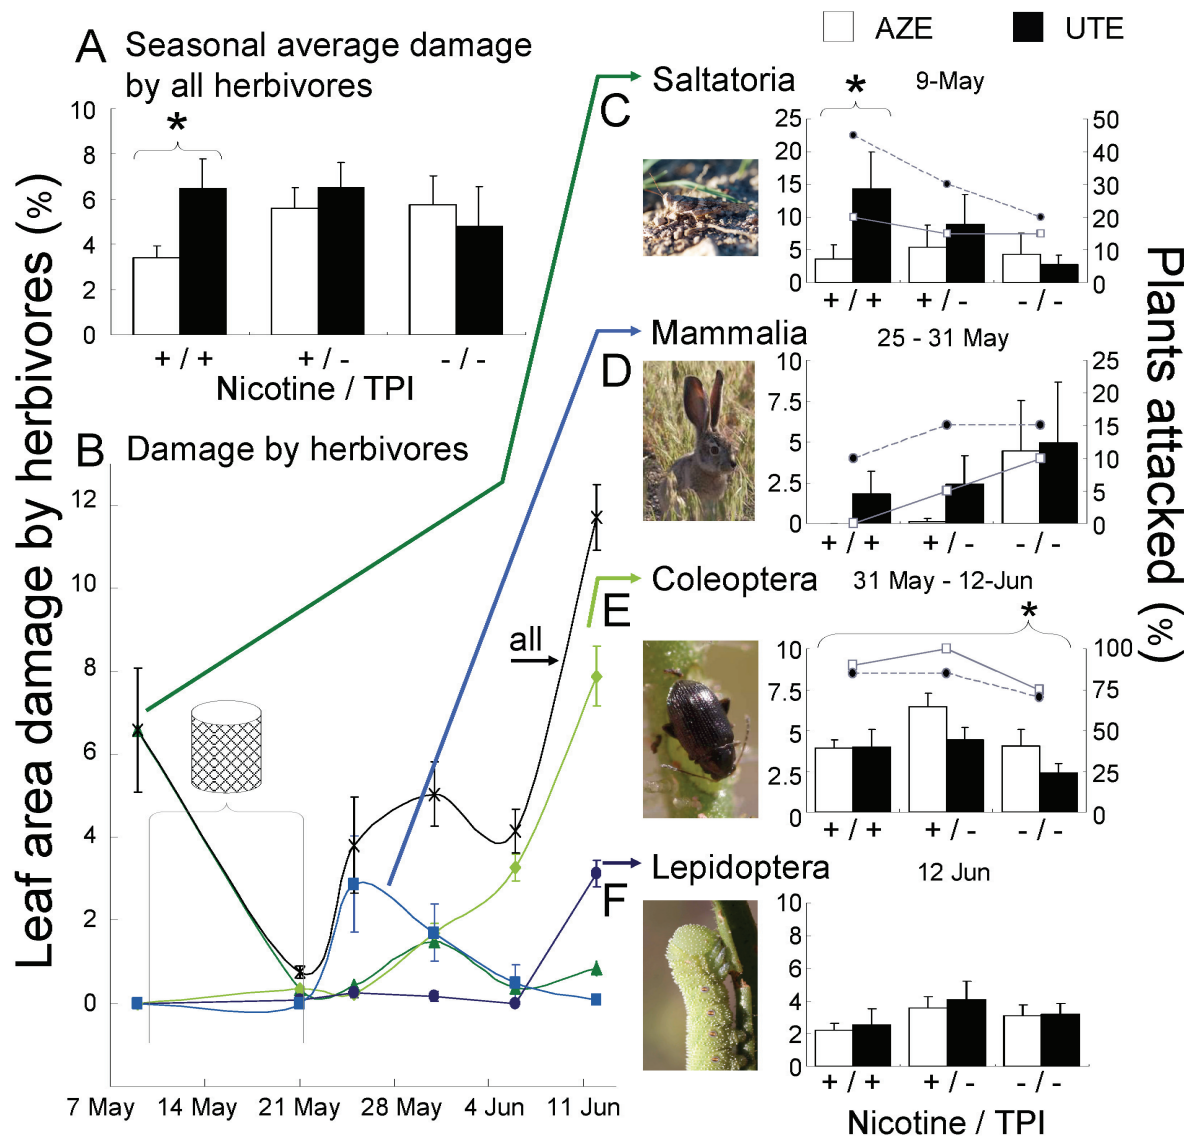 AZE
UTE
A Seasonal average damage
by all herbivores
10
8
6
4
2
0
*
+ / +
+ / -
- / -
Nicotine / TPI
Leaf area damage by herbivores (%)
Plants attacked (%)
B Damage by herbivores
12
10
8
6
4
2
0
all
7 May
14 May
21 May
28 May
4 Jun
11 Jun
Saltatoria
C
9-May
*
25
20
15
10
5
0
50
40
30
20
10
0
+ / +
+ / -
- / -
Mammalia
D
25 - 31 May
10
7.5
5
2.5
0
25
20
15
10
5
0
+ / +
+ / -
- / -
Coleoptera
E
31 May - 12-Jun
*
10
7.5
5
2.5
0
100
75
50
25
0
+ / +
+ / -
- / -
Lepidoptera
F
12 Jun
10
8
6
4
2
0
+ / +
+ / -
- / -
Nicotine / TPI